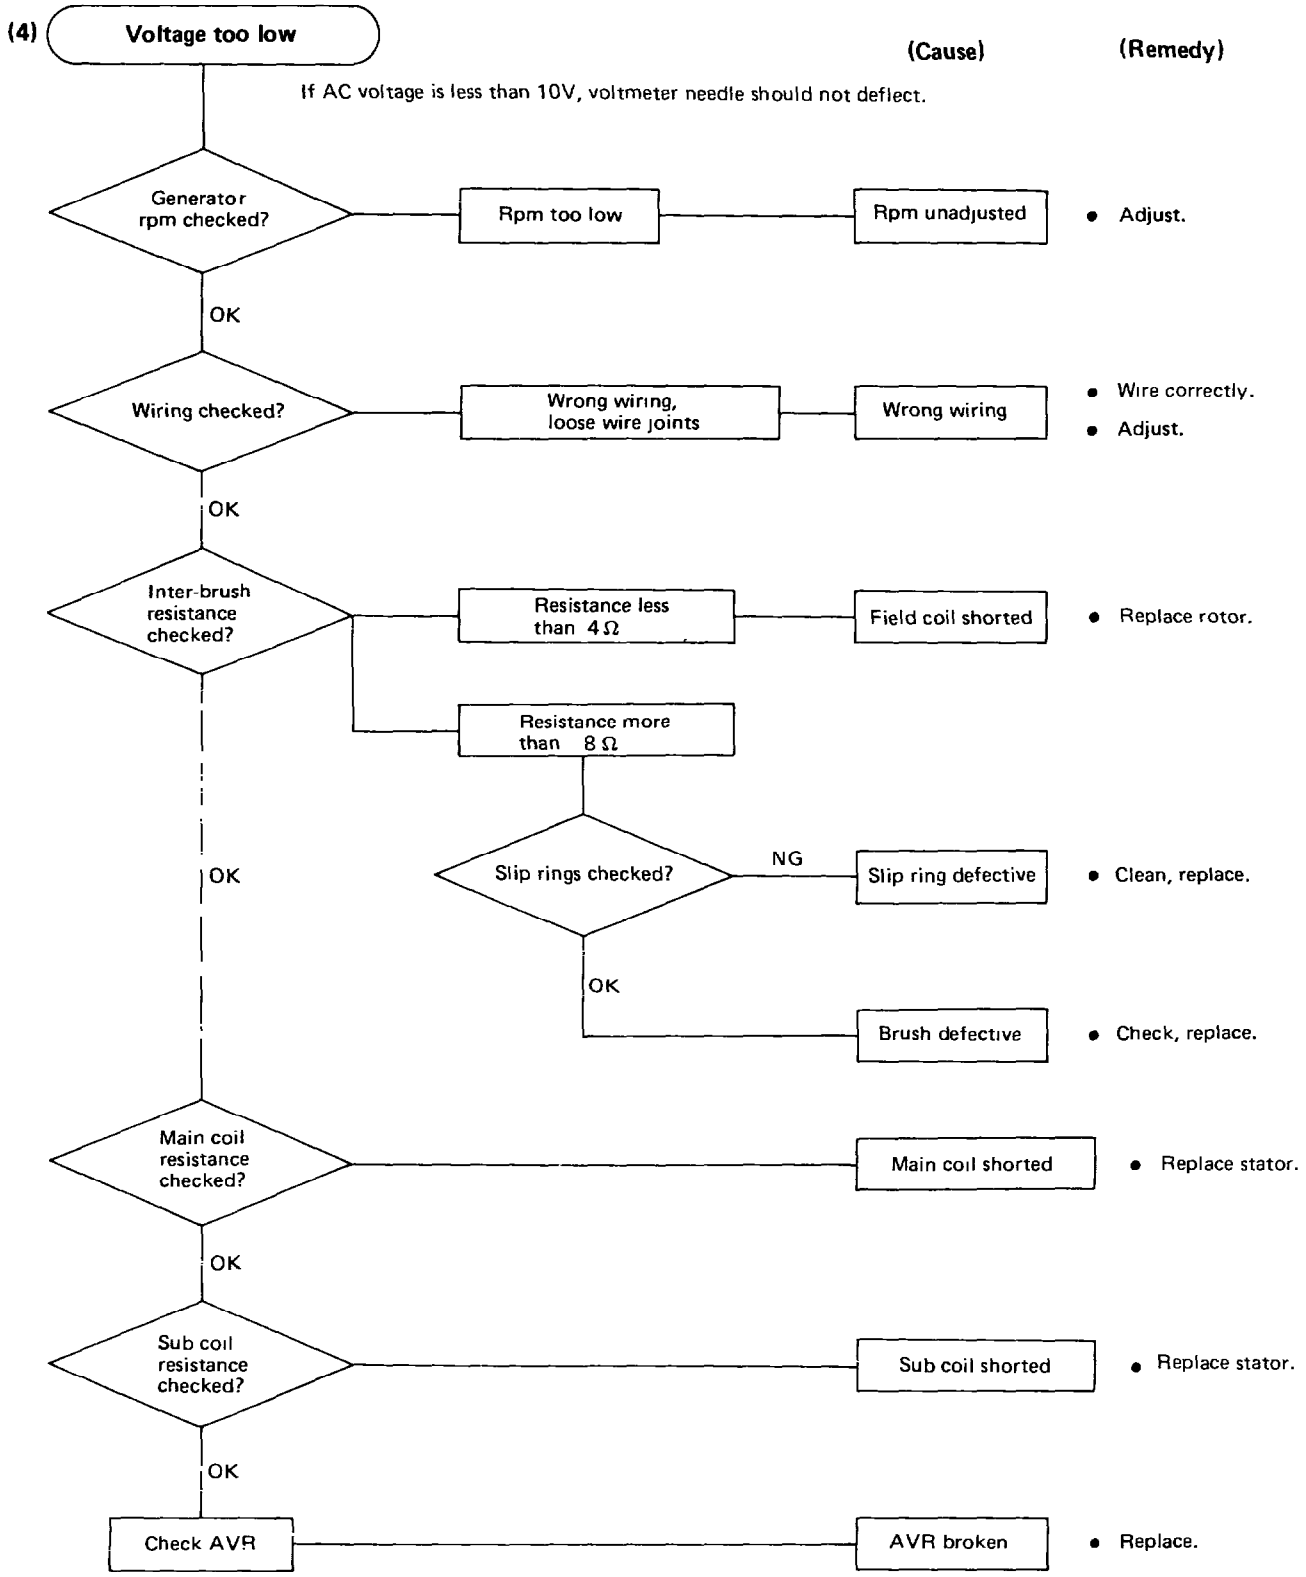 (4) Voltage too low
(Cause) (Remedy)
If AC voltage is less than 10V, voltmeter needle should not deflect.
Generator
rpm checked?
Rpm too low
Rpm unadjusted
• Adjust.
OK
Wiring checked?
Wrong wiring,
loose wire joints
Wrong wiring
• Wire correctly.
• Adjust.
OK
Inter-brush
resistance
checked?
Resistance less
than 4Ω
Field coil shorted
• Replace rotor.
Resistance more
than 8Ω
OK
Slip rings checked?
NG
Slip ring defective
• Clean, replace.
OK
Brush defective
• Check, replace.
Main coil
resistance
checked?
Main coil shorted
• Replace stator.
OK
Sub coil
resistance
checked?
Sub coil shorted
• Replace stator.
OK
Check AVR
AVR broken
• Replace.